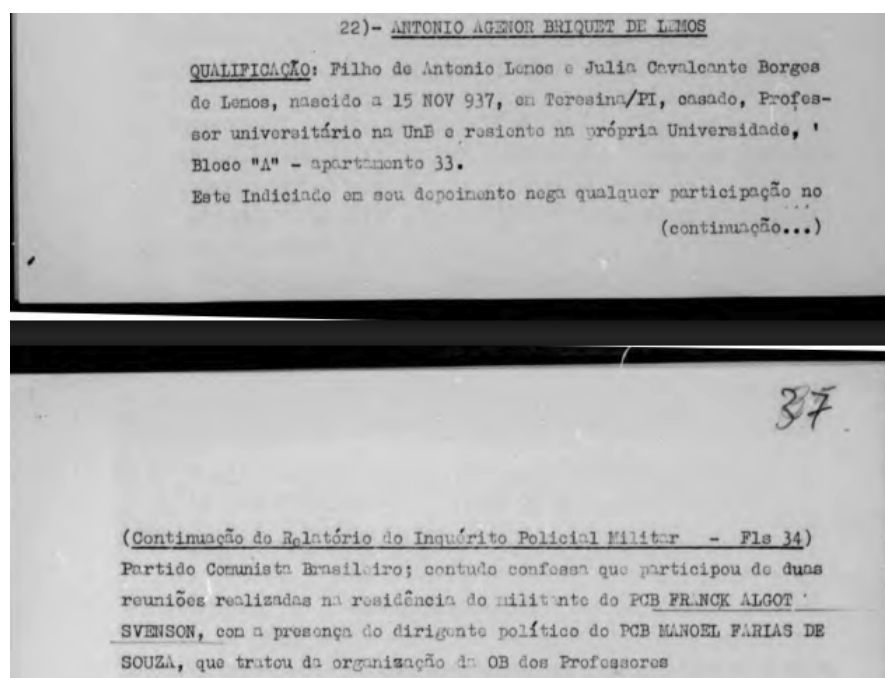 22)- ANTONIO AGENOR BRIQUET DE LEMOS
QUALIFICAÇÃO: Filho de Antonio Lemos e Julia Cavalcante Borges
de Lemos, nascido a 15 NOV 937, em Teresina/PI, casado, Profes-
sor universitário na UnB e resiente na própria Universidade, '
Bloco "A" - apartamento 33.
Este Indiciado em seu depoimento nega qualquer participação no
(continuação...)
37
(Continuação do Relatório do Inquérito Policial Militar - Fls 34)
Partido Comunista Brasileiro; contudo confessa que participou de duas
reuniões realizadas na residência do militante do PCB FRANCK ALGOT '
SVENSON, com a presença do dirigente político do PCB MANOEL FARIAS DE
SOUZA, que tratou da organização da OB dos Professores